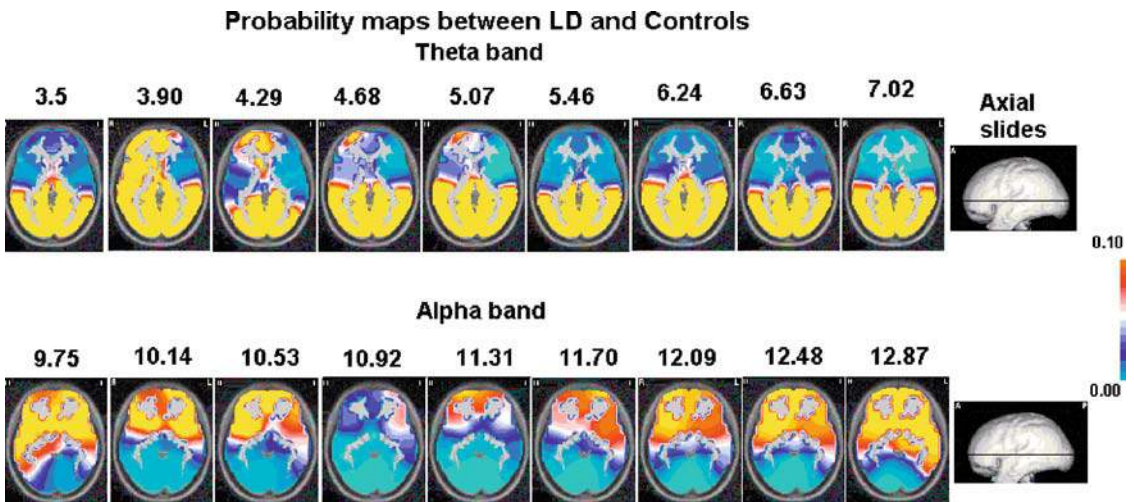 Probability maps between LD and Controls
Theta band
3.5 3.90 4.29 4.68 5.07 5.46 6.24 6.63 7.02 Axial
slides
0.10
Alpha band
9.75 10.14 10.53 10.92 11.31 11.70 12.09 12.48 12.87
0.00